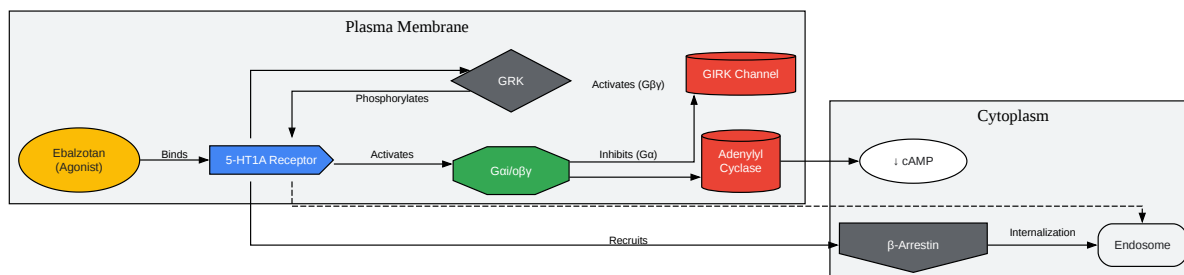 Plasma Membrane
GRK
Activates (Gβγ)
GIRK Channel
Phosphorylates
Cytoplasm
Ebalzotan
(Agonist)
Binds
5-HT1A Receptor
Activates
Gαi/oβγ
Inhibits (Gα)
Adenylyl
Cyclase
↓ cAMP
Recruits
β-Arrestin
Internalization
Endosome